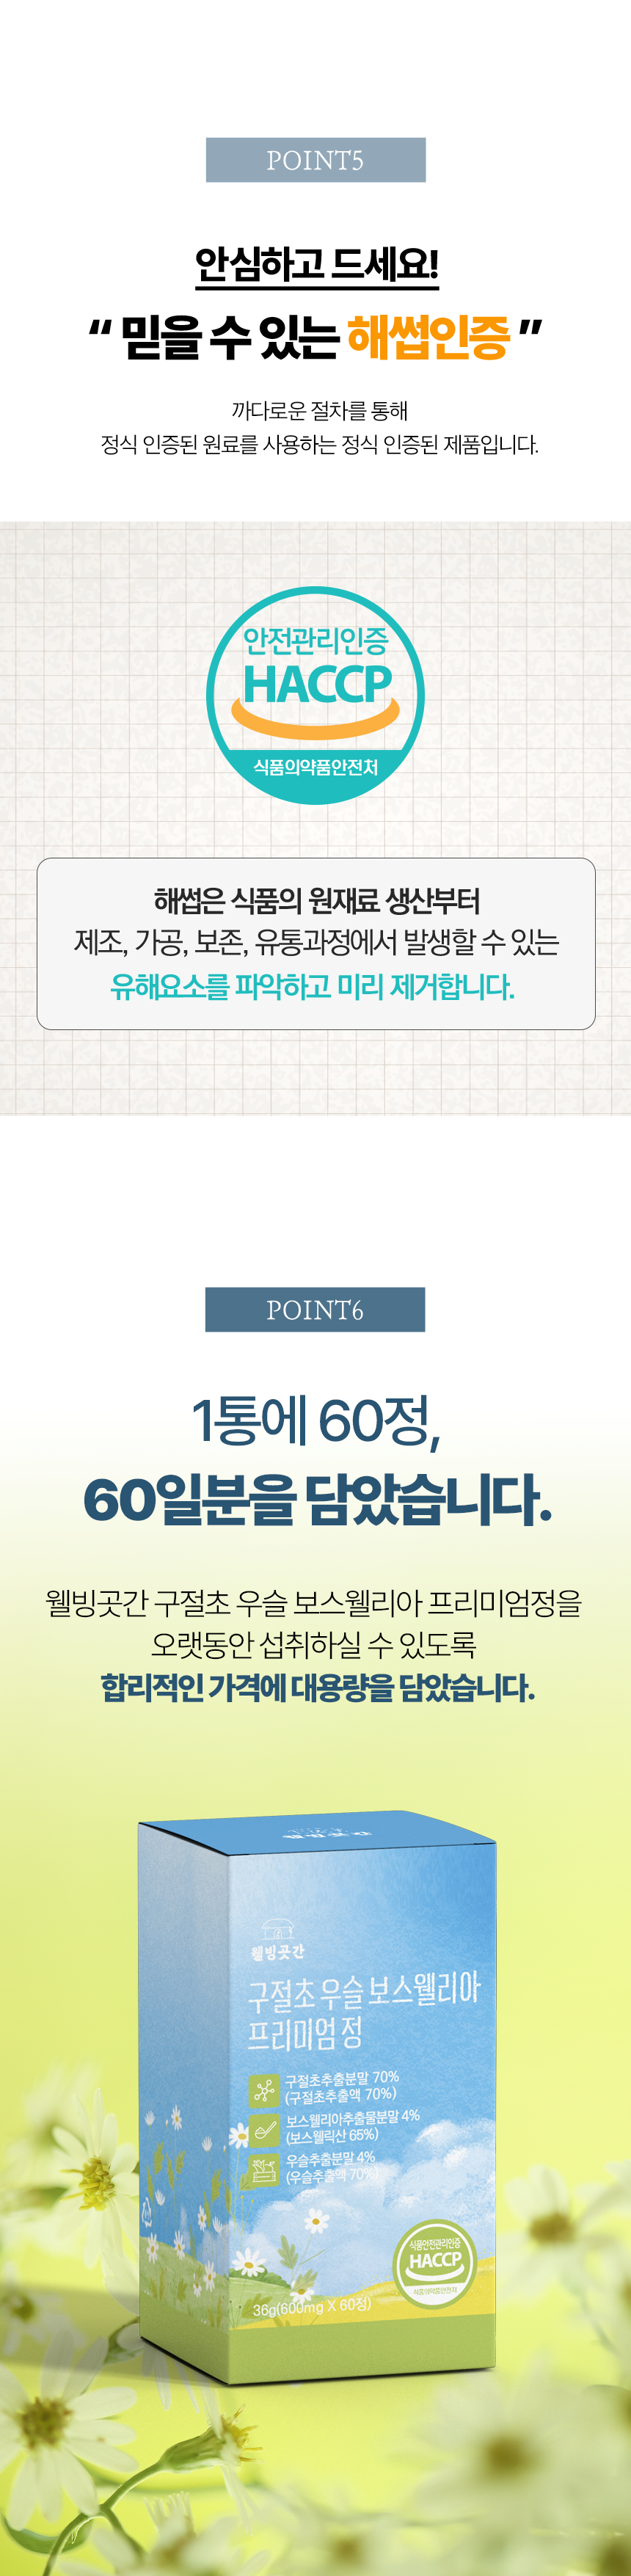 POINT5
안심하고 드세요!
“ 믿을 수 있는 해썹인증 ”
까다로운 절차를 통해
정식 인증된 원료를 사용하는 정식 인증된 제품입니다.
안전관리인증
HACCP
식품의약품안전처
해썹은 식품의 원재료 생산부터
제조, 가공, 보존, 유통과정에서 발생할 수 있는
유해요소를 파악하고 미리 제거합니다.
POINT6
1통에 60정,
60일분을 담았습니다.
웰빙곳간 구절초 우슬 보스웰리아 프리미엄정을
오랫동안 섭취하실 수 있도록
합리적인 가격에 대용량을 담았습니다.
웰빙곳간
웰빙곳간
구절초 우슬 보스웰리아
프리미엄 정
구절초추출분말 70%
(구절초추출액 70%)
보스웰리아추출물분말 4%
(보스웰릭산 65%)
우슬추출분말 4%
(우슬추출액 70%)
식품안전관리인증
HACCP
식품의약품안전처
36g(600mg X 60정)